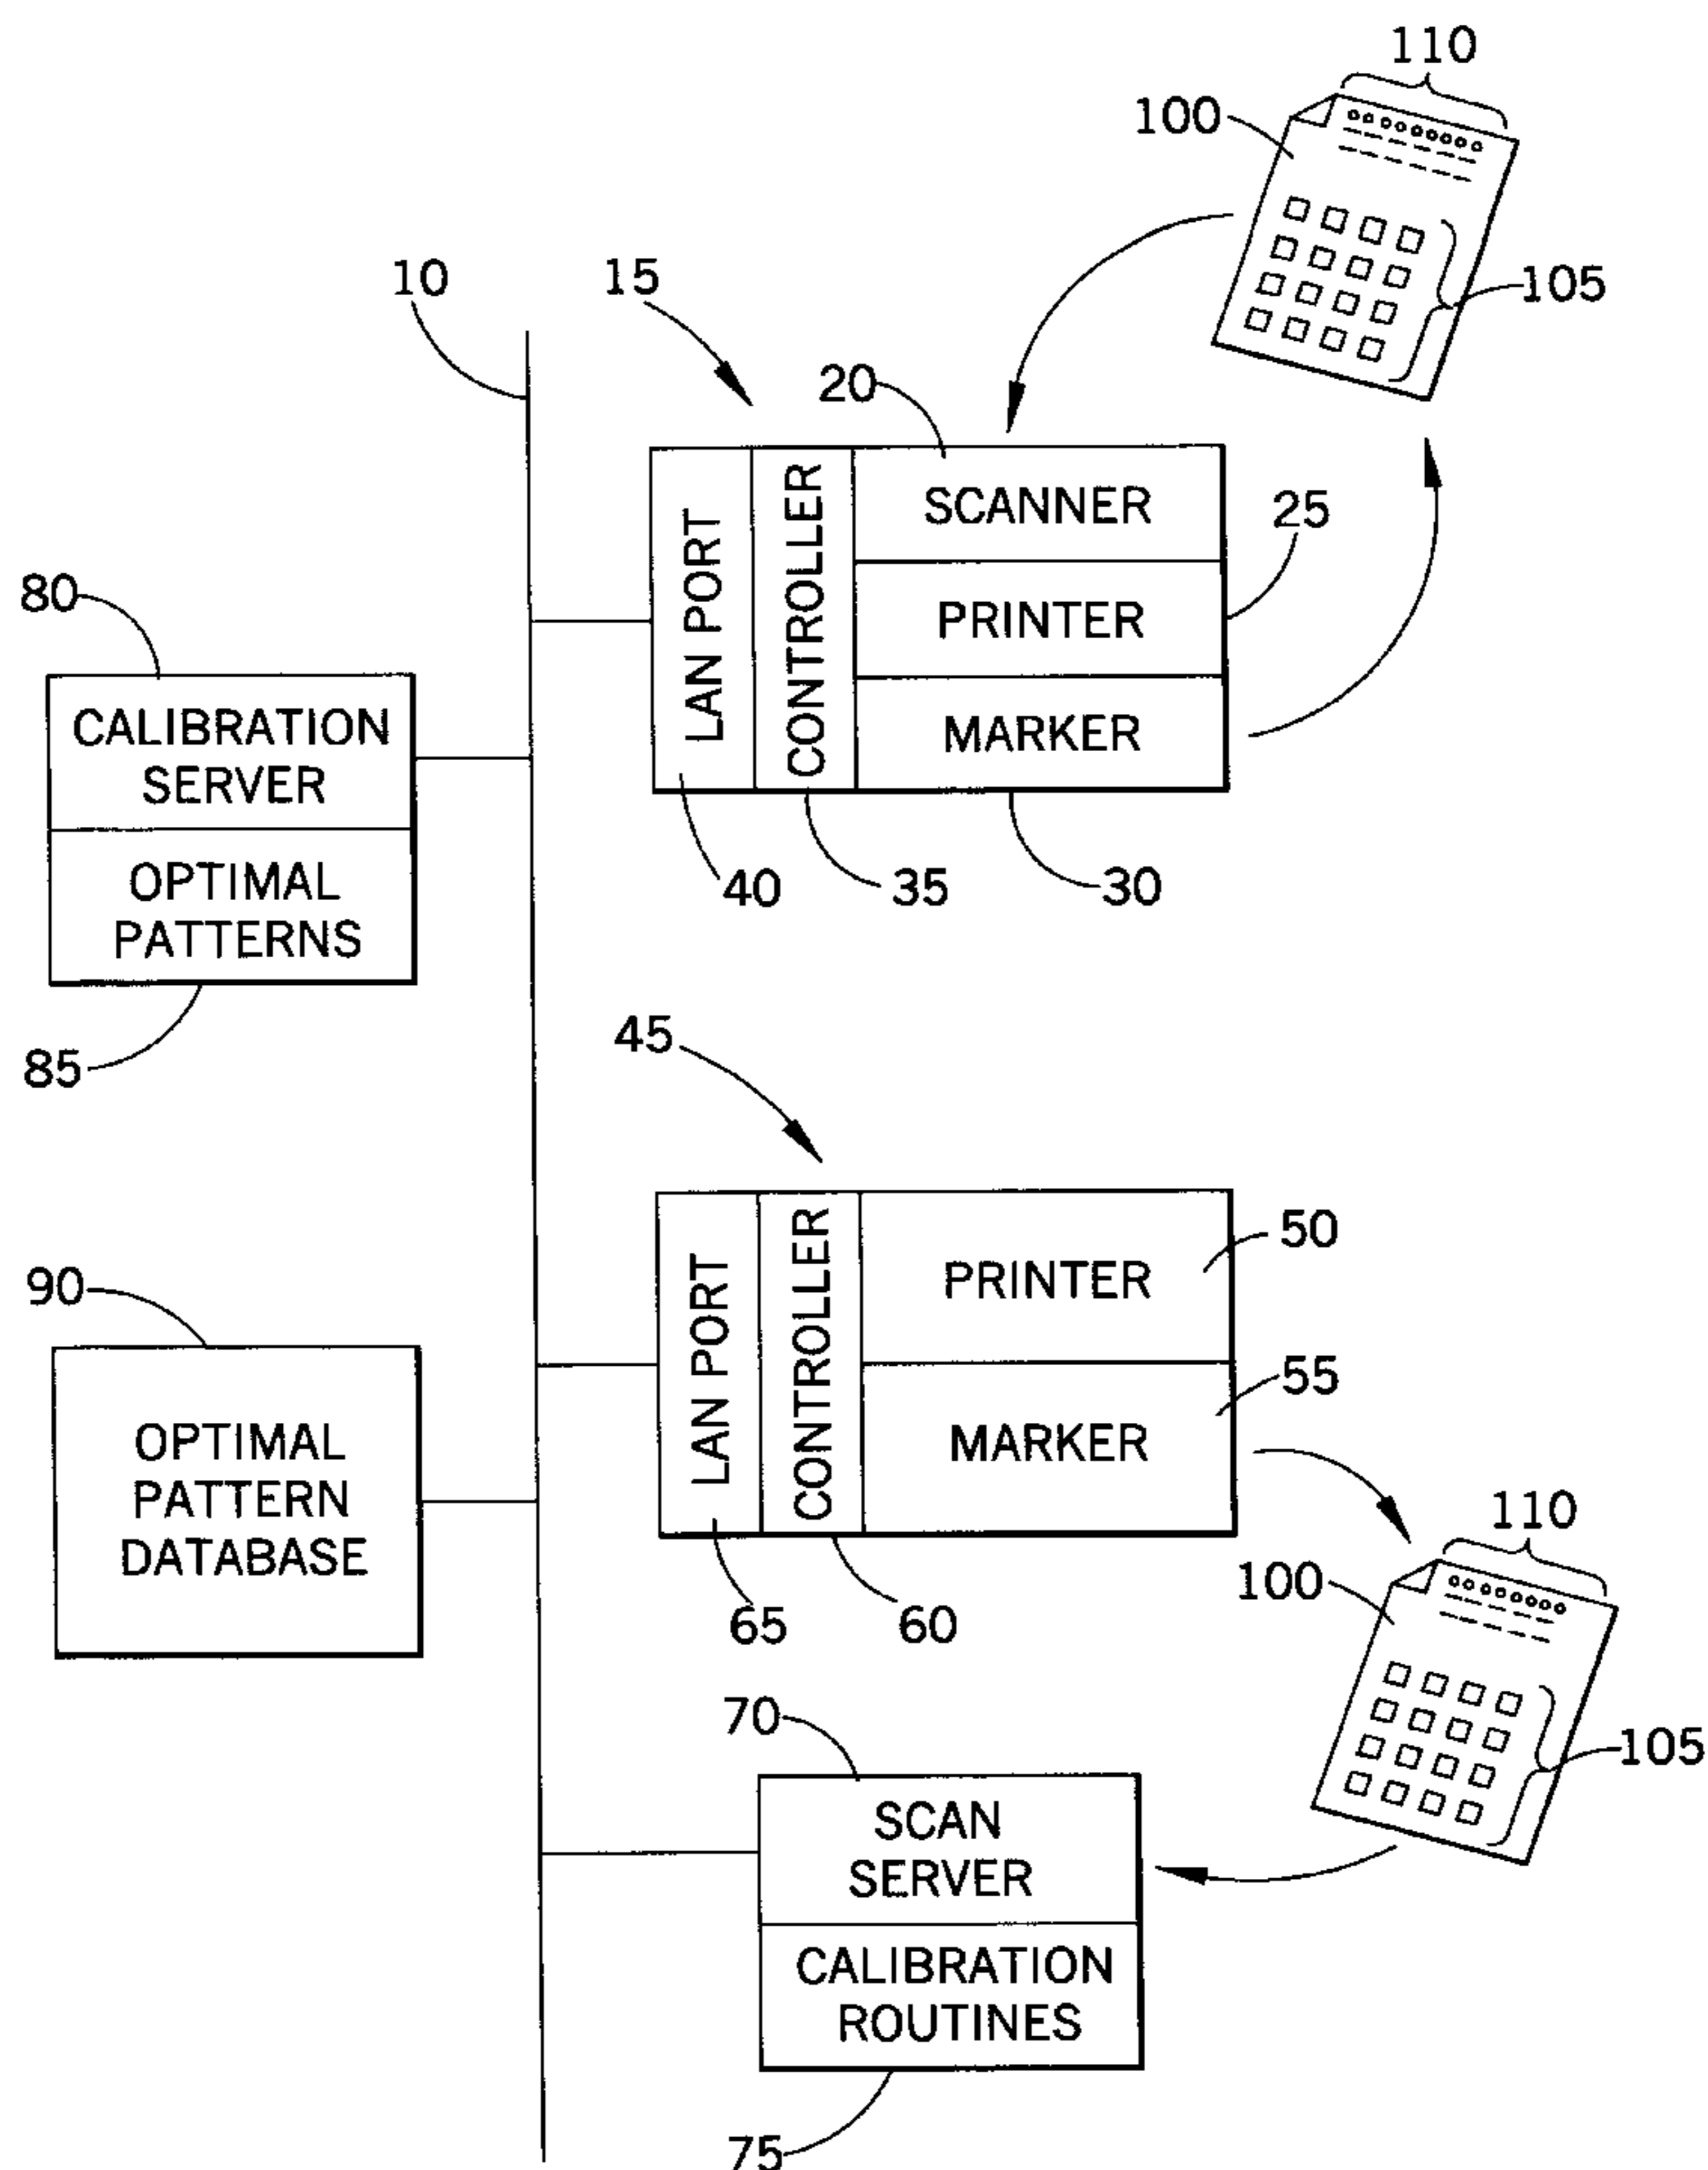 110
100
105
10
15
20
SCANNER
25
LAN PORT
CONTROLLER
PRINTER
MARKER
80
CALIBRATION
SERVER
OPTIMAL
PATTERNS
40
35
30
85
45
50
PRINTER
LAN PORT
CONTROLLER
90
55
MARKER
OPTIMAL
PATTERN
DATABASE
110
100
65
60
70
105
SCAN
SERVER
CALIBRATION
ROUTINES
75